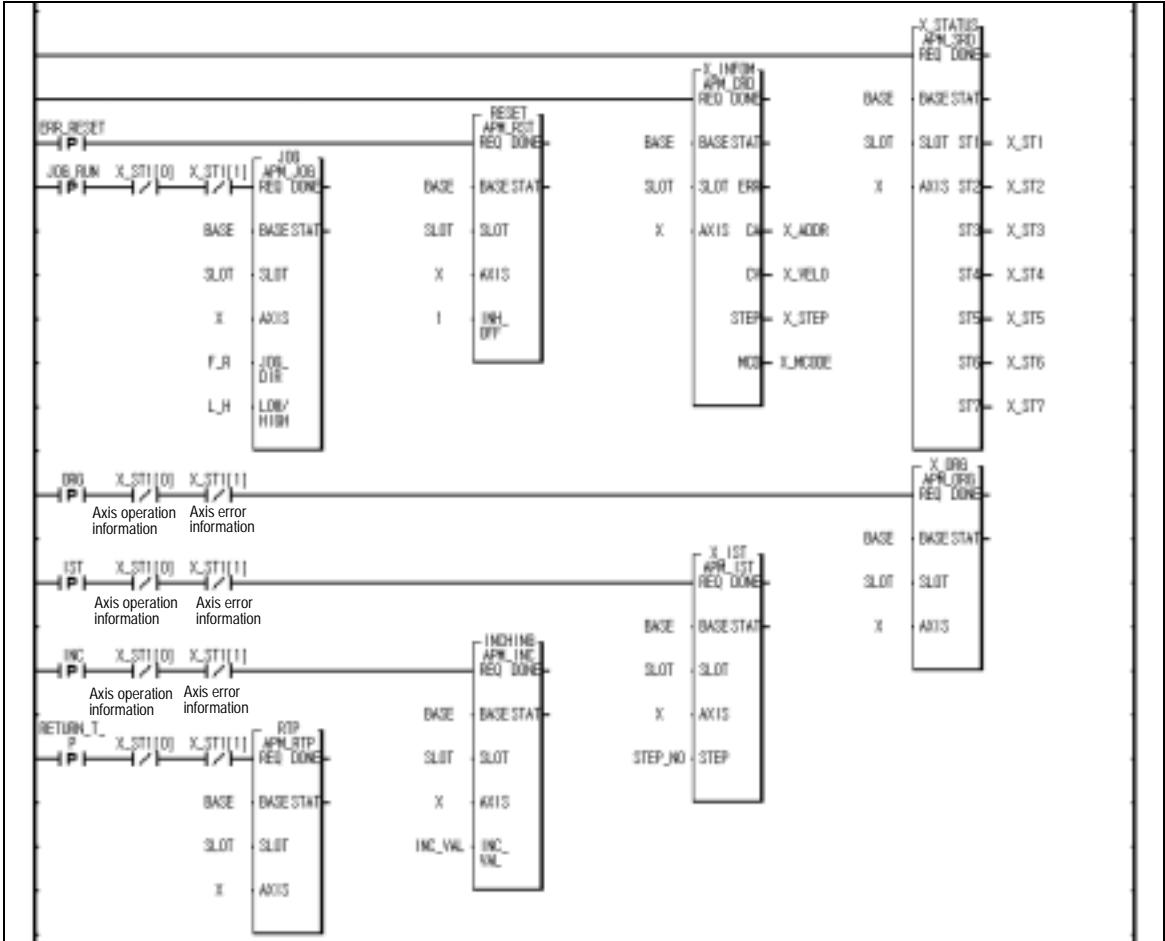 X_STATUS
APM_SRD
REQ DONE
BASE BASE STAT
SLOT SLOT ST1 X_ST1
X AXIS ST2 X_ST2
ST3 X_ST3
ST4 X_ST4
ST5 X_ST5
ST6 X_ST6
ST7 X_ST7
X_INFOM
APM_CRD
REQ DONE
BASE BASE STAT
SLOT SLOT ERR
X AXIS CA X_ADDR
CV X_VELO
STEP X_STEP
MCD X_MCODE
ERR_RESET
P
RESET
APM_RST
REQ DONE
BASE BASE STAT
SLOT SLOT
X AXIS
1 INH_
OFF
JOB_RUN X_ST1[0] X_ST1[1]
P
JOG
APM_JOG
REQ DONE
BASE BASE STAT
SLOT SLOT
X AXIS
F_R JOG_
DIR
L_H LOW/
HIGH
ORG X_ST1[0] X_ST1[1]
P
Axis operation
information
Axis error
information
X_ORG
APM_ORG
REQ DONE
BASE BASE STAT
SLOT SLOT
X AXIS
IST X_ST1[0] X_ST1[1]
P
Axis operation
information
Axis error
information
X_IST
APM_IST
REQ DONE
BASE BASE STAT
SLOT SLOT
X AXIS
STEP_NO STEP
INC X_ST1[0] X_ST1[1]
P
Axis operation
information
Axis error
information
INCHING
APM_INC
REQ DONE
BASE BASE STAT
SLOT SLOT
X AXIS
INC_VAL INC_
VAL
RETURN_T_
P X_ST1[0] X_ST1[1]
P
RTP
APM_RTP
REQ DONE
BASE BASE STAT
SLOT SLOT
X AXIS